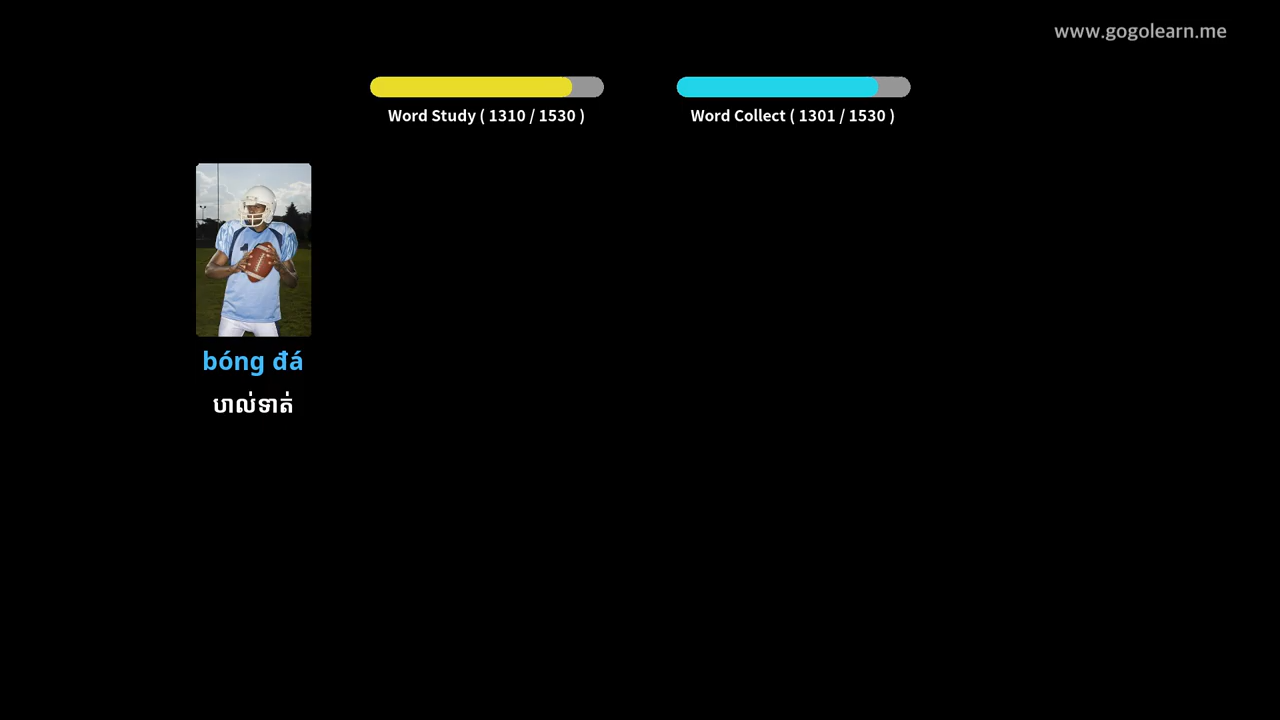 www.gogolearn.me
Word Study ( 1310 / 1530 )
Word Collect ( 1301 / 1530 )
bóng đá
បាល់ទាត់